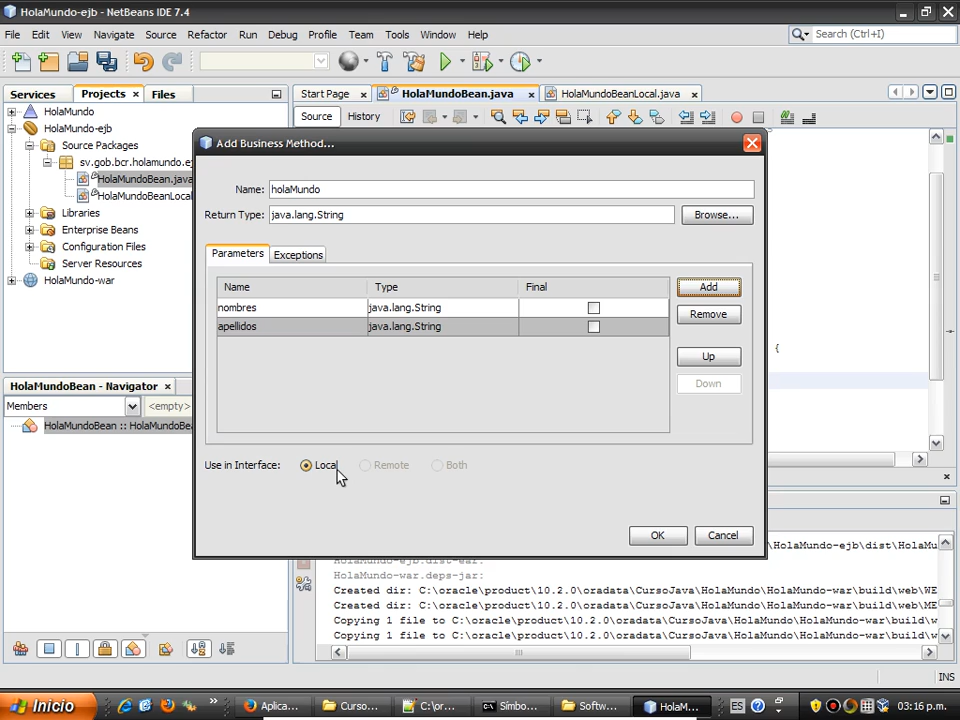 HolaMundo-ejb - NetBeans IDE 7.4
File Edit View Navigate Source Refactor Run Debug Profile Team Tools Window Help
Search (Ctrl+I)
Services Projects × Files
Start Page × HolaMundoBean.java × HolaMundoBeanLocal.java ×
Source History
HolaMundo
HolaMundo-ejb
Source Packages
sv.gob.bcr.holamundo.ej
HolaMundoBean.java
HolaMundoBeanLocal
Libraries
Enterprise Beans
Configuration Files
Server Resources
HolaMundo-war
HolaMundoBean - Navigator ×
Members <empty>
HolaMundoBean :: HolaMundoBea
Add Business Method...
Name: holaMundo
Return Type: java.lang.String Browse...
Parameters Exceptions
Name Type Final
nombres java.lang.String
apellidos java.lang.String
Add
Remove
Up
Down
Use in Interface: Local Remote Both
OK Cancel
{
HolaMundo-ejb\dist\HolaMu
HolaMundo-war.deps-jar:
Created dir: C:\oracle\product\10.2.0\oradata\CursoJava\HolaMundo\HolaMundo-war\build\web\WE
Created dir: C:\oracle\product\10.2.0\oradata\CursoJava\HolaMundo\HolaMundo-war\build\web\ME
Copying 1 file to C:\oracle\product\10.2.0\oradata\CursoJava\HolaMundo\HolaMundo-war\build\w
Copying 1 file to C:\oracle\product\10.2.0\oradata\CursoJava\HolaMundo\HolaMundo-war\build\w
INS
Inicio » Aplica... Curso... C:\or... Símbo... Softw... HolaM... ES 03:16 p.m.